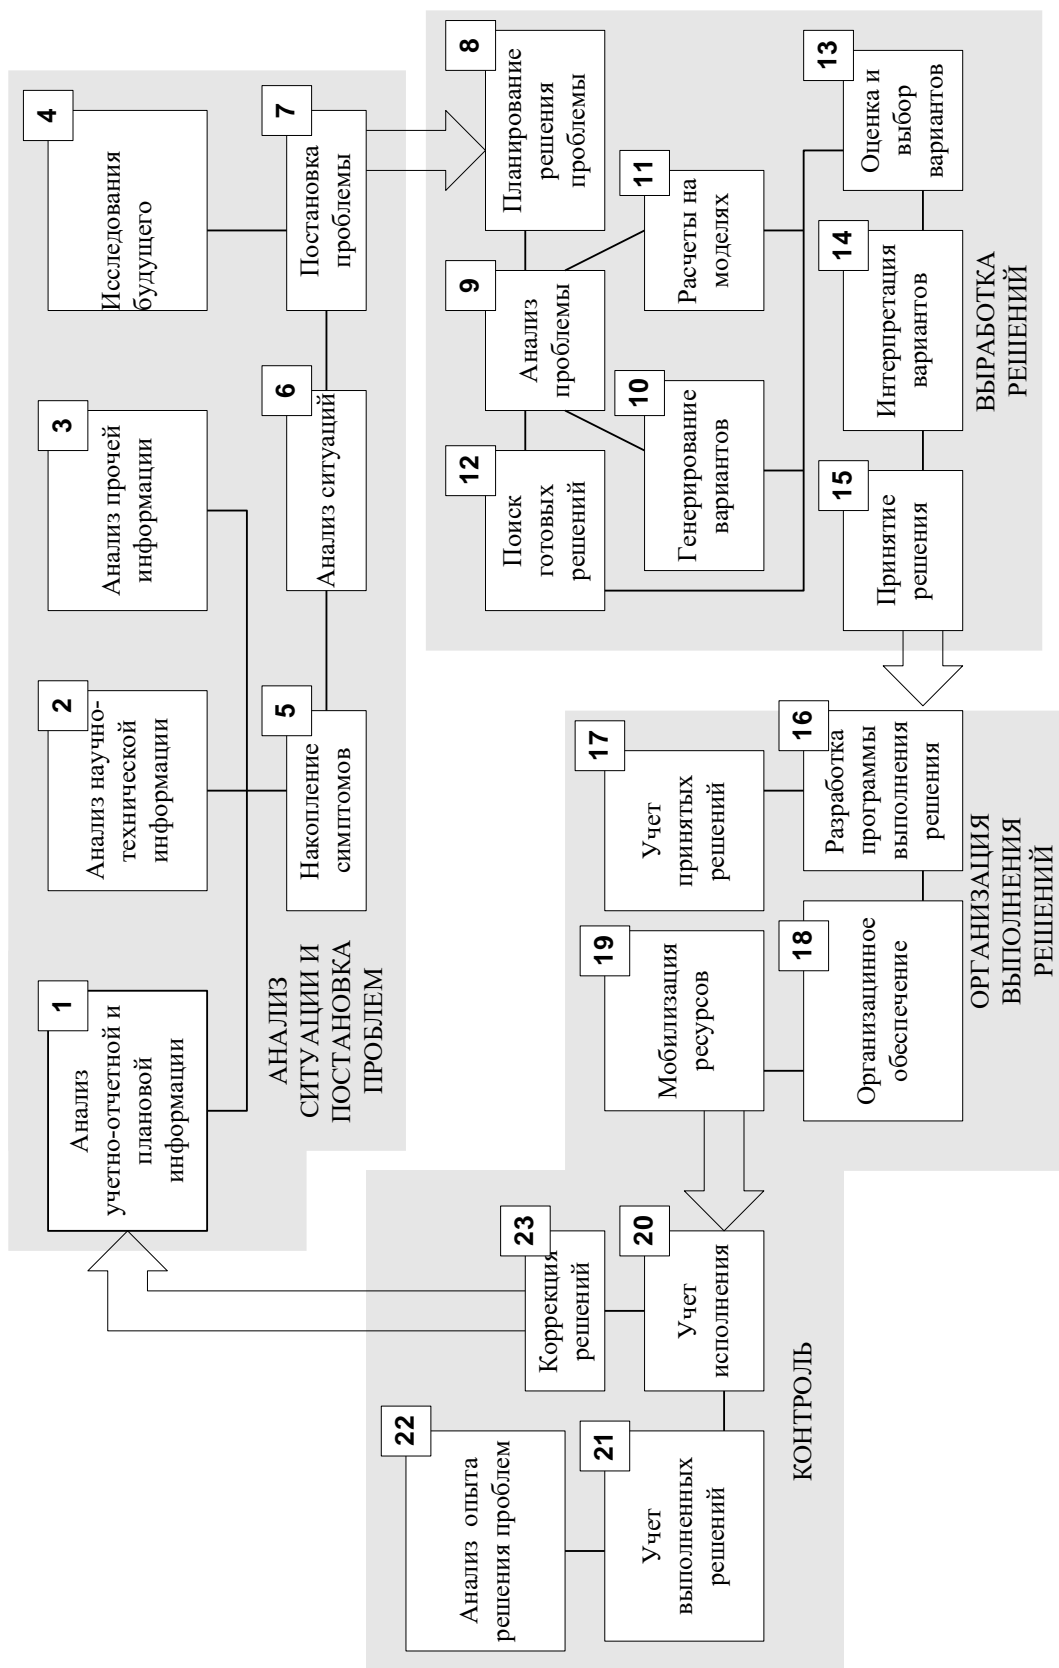 1
Анализ
учетно-отчетной и
плановой
информации
2
Анализ научно-
технической
информации
3
Анализ прочей
информации
4
Исследования
будущего
5
Накопление
симптомов
6
Анализ ситуаций
7
Постановка
проблемы
АНАЛИЗ
СИТУАЦИИ И
ПОСТАНОВКА
ПРОБЛЕМ
8
Планирование
решения
проблемы
9
Анализ
проблемы
10
Генерирование
вариантов
11
Расчеты на
моделях
12
Поиск
готовых
решений
13
Оценка и
выбор
вариантов
14
Интерпретация
вариантов
15
Принятие
решения
ВЫРАБОТКА
РЕШЕНИЙ
16
Разработка
программы
выполнения
решения
17
Учет
принятых
решений
18
Организацинное
обеспечение
19
Мобилизация
ресурсов
ОРГАНИЗАЦИЯ
ВЫПОЛНЕНИЯ
РЕШЕНИЙ
20
Учет
исполнения
21
Учет
выполненных
решений
22
Анализ опыта
решения проблем
23
Коррекция
решений
КОНТРОЛЬ